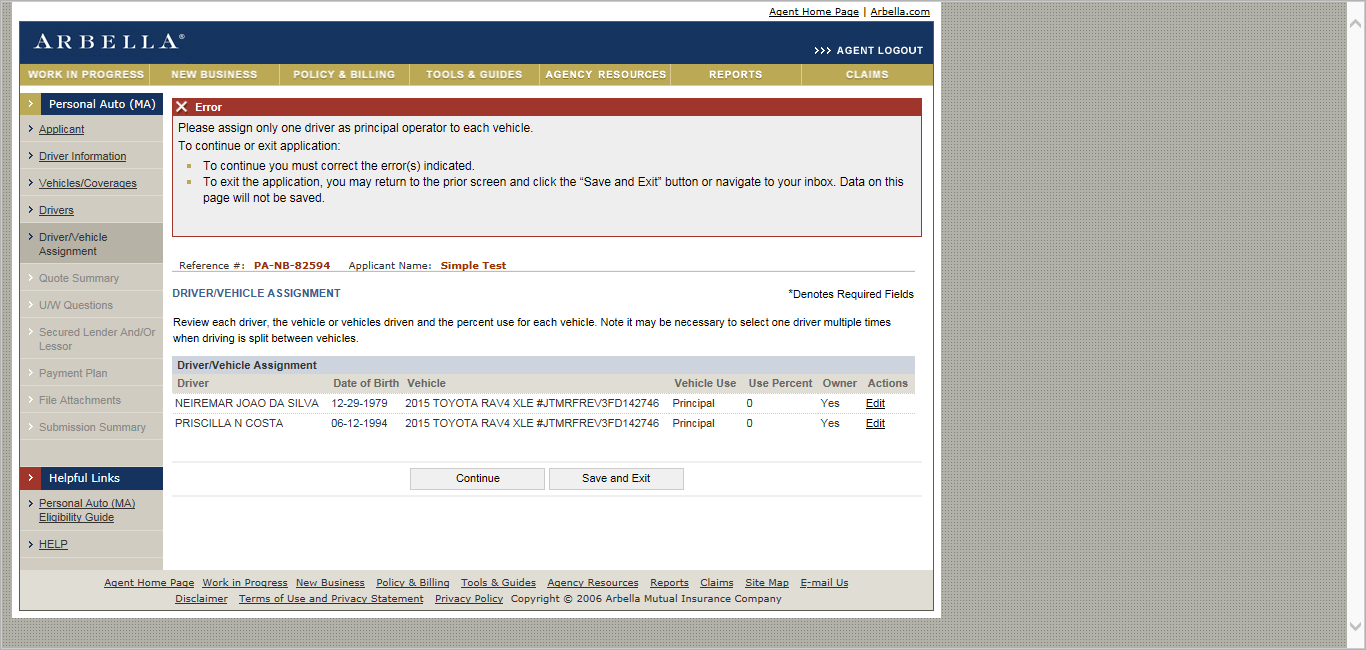 Agent Home Page | Arbella.com
ARBELLA®
>>> AGENT LOGOUT
WORK IN PROGRESS NEW BUSINESS POLICY & BILLING TOOLS & GUIDES AGENCY RESOURCES REPORTS CLAIMS
Personal Auto (MA)
Applicant
Driver Information
Vehicles/Coverages
Drivers
Driver/Vehicle
Assignment
Quote Summary
U/W Questions
Secured Lender And/Or
Lessor
Payment Plan
File Attachments
Submission Summary
Helpful Links
Personal Auto (MA)
Eligibility Guide
HELP
Error
Please assign only one driver as principal operator to each vehicle.
To continue or exit application:
To continue you must correct the error(s) indicated.
To exit the application, you may return to the prior screen and click the “Save and Exit” button or navigate to your inbox. Data on this
page will not be saved.
Reference #: PA-NB-82594 Applicant Name: Simple Test
DRIVER/VEHICLE ASSIGNMENT
*Denotes Required Fields
Review each driver, the vehicle or vehicles driven and the percent use for each vehicle. Note it may be necessary to select one driver multiple times
when driving is split between vehicles.
Driver/Vehicle Assignment
Driver Date of Birth Vehicle Vehicle Use Use Percent Owner Actions
NEIREMAR JOAO DA SILVA 12-29-1979 2015 TOYOTA RAV4 XLE #JTMRFREV3FD142746 Principal 0 Yes Edit
PRISCILLA N COSTA 06-12-1994 2015 TOYOTA RAV4 XLE #JTMRFREV3FD142746 Principal 0 Yes Edit
Continue Save and Exit
Agent Home Page Work in Progress New Business Policy & Billing Tools & Guides Agency Resources Reports Claims Site Map E-mail Us
Disclaimer Terms of Use and Privacy Statement Privacy Policy Copyright © 2006 Arbella Mutual Insurance Company